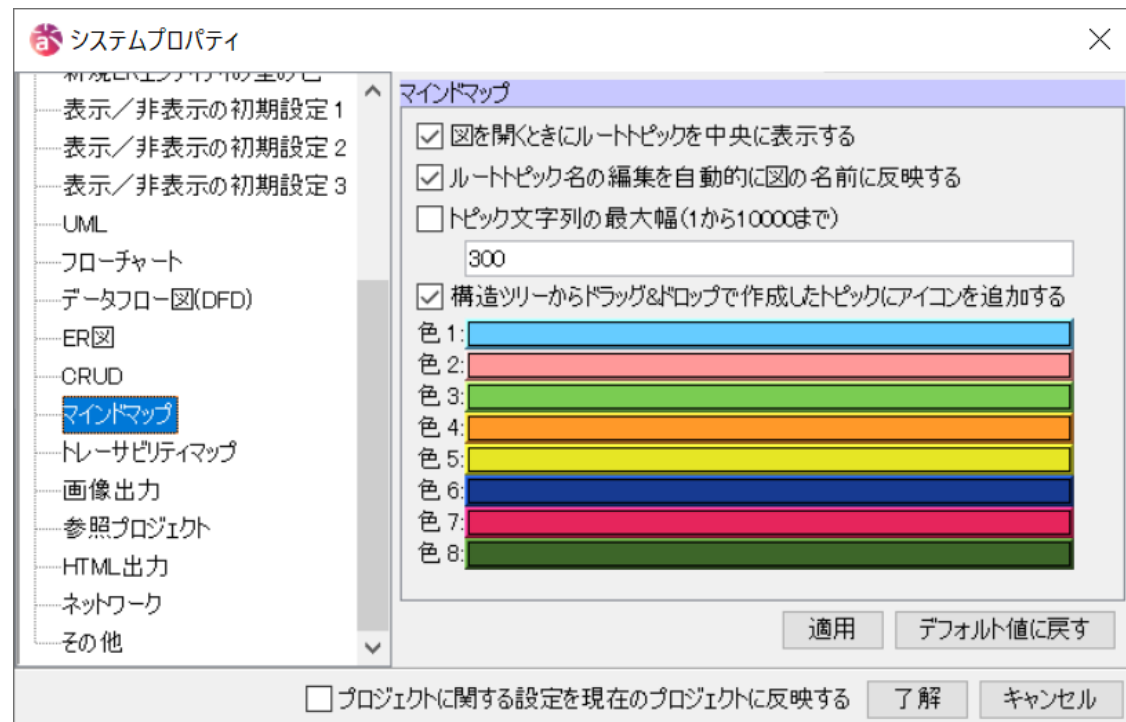 システムプロパティ
表示／非表示の初期設定1
表示／非表示の初期設定2
表示／非表示の初期設定3
UML
フローチャート
データフロー図(DFD)
ER図
CRUD
マインドマップ
トレーサビリティマップ
画像出力
参照プロジェクト
HTML出力
ネットワーク
その他
マインドマップ
図を開くときにルートトピックを中央に表示する
ルートトピック名の編集を自動的に図の名前に反映する
トピック文字列の最大幅(1から10000まで)
300
構造ツリーからドラッグ&ドロップで作成したトピックにアイコンを追加する
色1:
色2:
色3:
色4:
色5:
色6:
色7:
色8:
適用 デフォルト値に戻す
プロジェクトに関する設定を現在のプロジェクトに反映する 了解 キャンセル